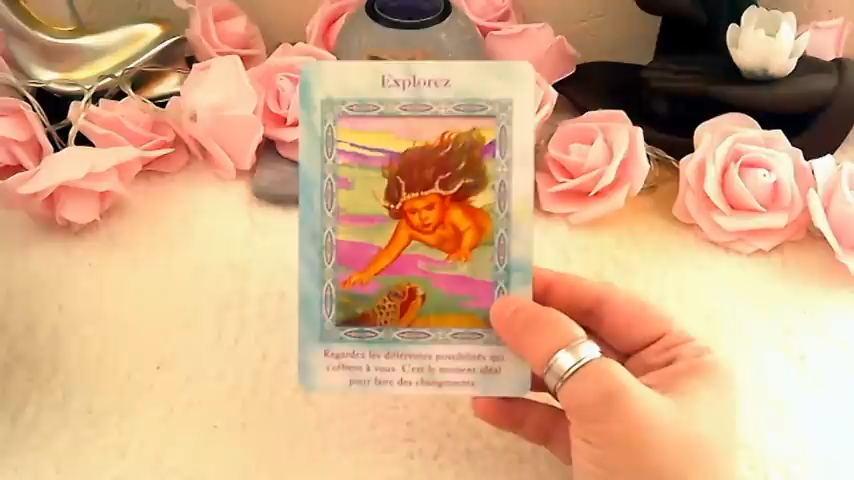 Explorez
Regardez les différentes possibilités qui
s'offrent à vous. C'est le moment idéal
pour faire des changements.